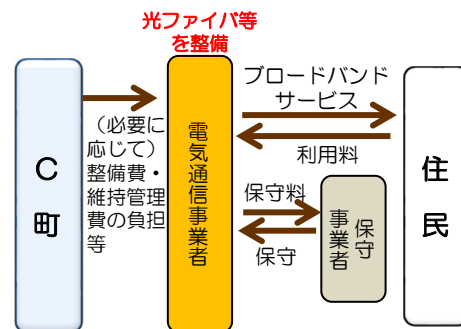 光ファイバ等
を整備
C
町
(必要に
応じて)
整備費・
維持管理
費の負担
等
電気通信事業者
ブロードバンド
サービス
利用料
保守料
保守
保守
事業者
住
民